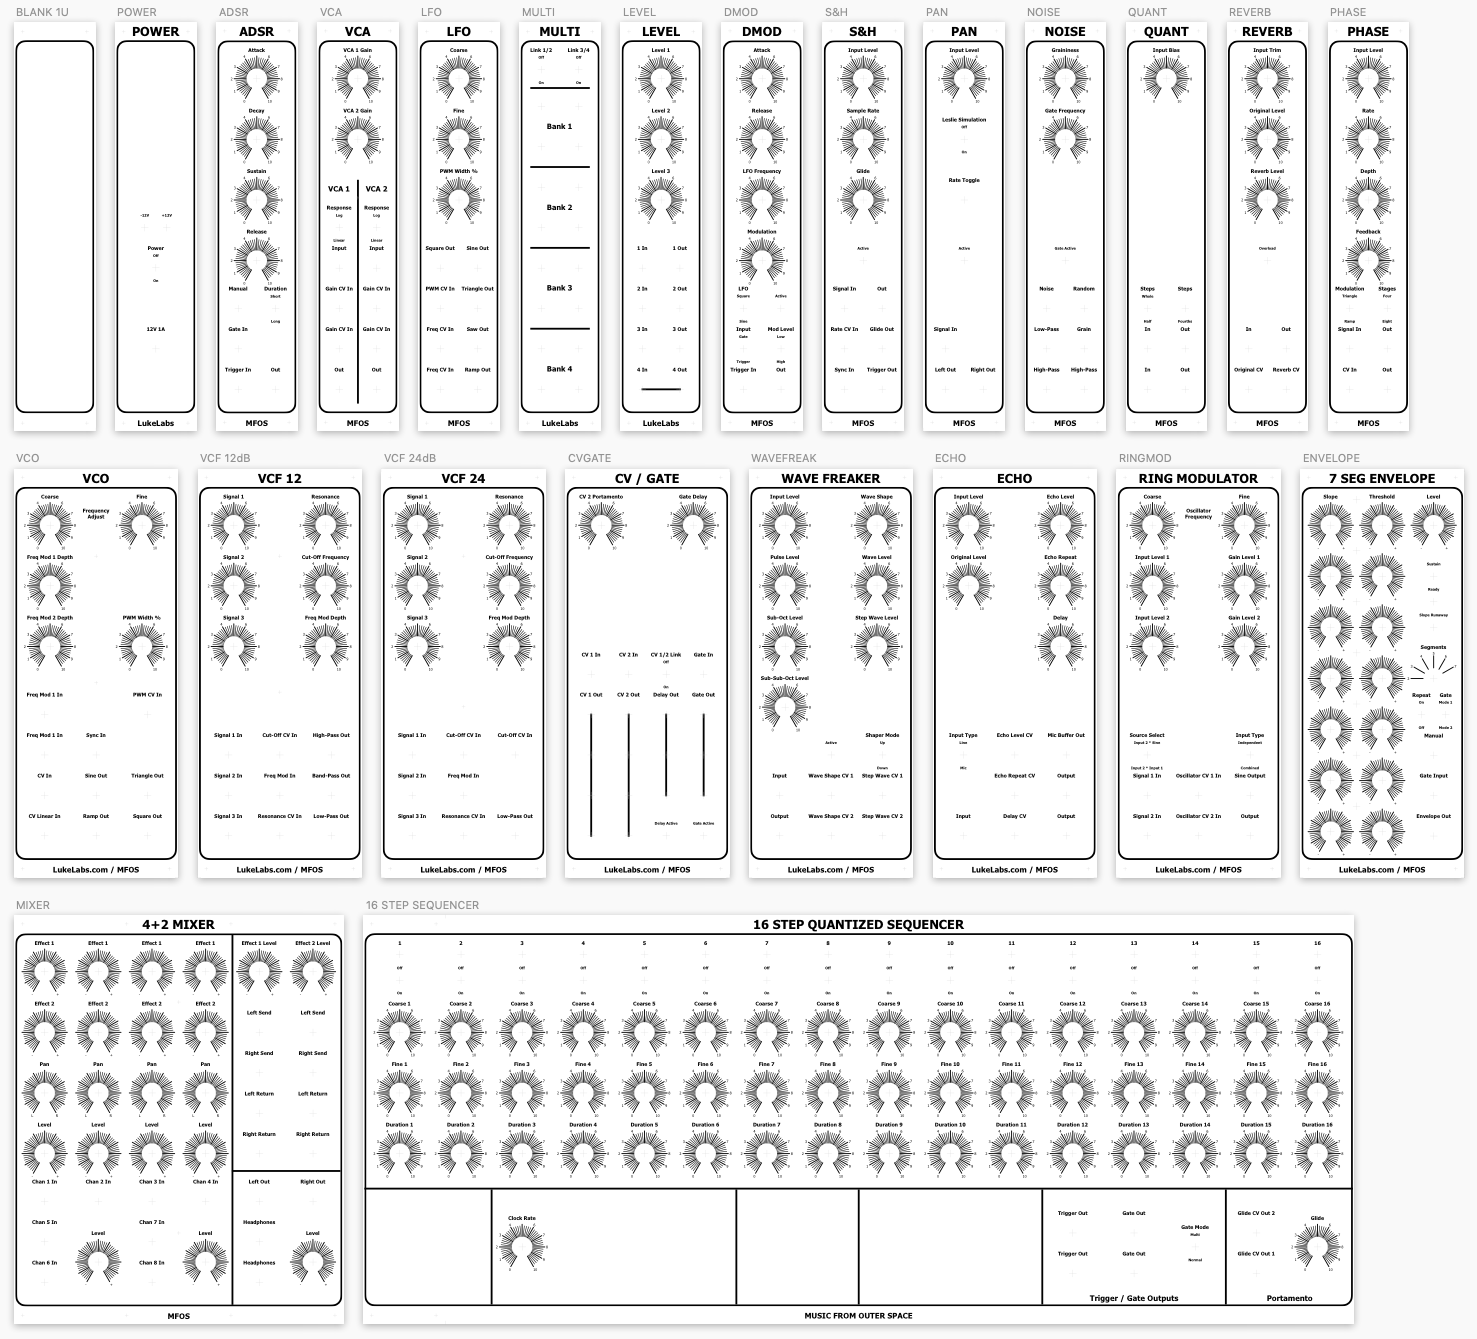 BLANK 1U
POWER
POWER
-12V +12V
Power
Off
On
12V 1A
LukeLabs
ADSR
ADSR
Attack
Decay
Sustain
Release
Manual Duration
Short
Long
Gate In
Trigger In Out
MFOS
VCA
VCA
VCA 1 Gain
VCA 2 Gain
VCA 1 VCA 2
Response Response
Log Log
Linear Linear
Input Input
Gain CV In Gain CV In
Gain CV In Gain CV In
Out Out
MFOS
LFO
LFO
Coarse
Fine
PWM Width %
Square Out Sine Out
PWM CV In Triangle Out
Freq CV In Saw Out
Freq CV In Ramp Out
MFOS
MULTI
MULTI
Link 1/2 Link 3/4
Off Off
On On
Bank 1
Bank 2
Bank 3
Bank 4
LukeLabs
LEVEL
LEVEL
Level 1
Level 2
Level 3
1 In 1 Out
2 In 2 Out
3 In 3 Out
4 In 4 Out
LukeLabs
DMOD
DMOD
Attack
Release
LFO Frequency
Modulation
LFO
Square Active
Sine
Input Mod Level
Gate Low
Trigger High
Trigger In Out
MFOS
S&H
S&H
Input Level
Sample Rate
Glide
Active
Signal In Out
Rate CV In Glide Out
Sync In Trigger Out
MFOS
PAN
PAN
Input Level
Leslie Simulation
Off
On
Rate Toggle
Active
Signal In
Left Out Right Out
MFOS
NOISE
NOISE
Graininess
Gate Frequency
Gate Active
Noise Random
Low-Pass Grain
High-Pass High-Pass
MFOS
QUANT
QUANT
Input Bias
Steps Steps
Whole
Half Fourths
In Out
In Out
MFOS
REVERB
REVERB
Input Trim
Original Level
Reverb Level
Overload
In Out
Original CV Reverb CV
MFOS
PHASE
PHASE
Input Level
Rate
Depth
Feedback
Modulation Stages
Triangle Four
Ramp Eight
Signal In Out
CV In Out
MFOS
VCO
VCO
Coarse Fine
Frequency
Adjust
Freq Mod 1 Depth
Freq Mod 2 Depth PWM Width %
Freq Mod 1 In PWM CV In
Freq Mod 1 In Sync In
CV In Sine Out Triangle Out
CV Linear In Ramp Out Square Out
LukeLabs.com / MFOS
VCF 12dB
VCF 12
Signal 1 Resonance
Signal 2 Cut-Off Frequency
Signal 3 Freq Mod Depth
Signal 1 In Cut-Off CV In High-Pass Out
Signal 2 In Freq Mod In Band-Pass Out
Signal 3 In Resonance CV In Low-Pass Out
LukeLabs.com / MFOS
VCF 24dB
VCF 24
Signal 1 Resonance
Signal 2 Cut-Off Frequency
Signal 3 Freq Mod Depth
Signal 1 In Cut-Off CV In Cut-Off CV In
Signal 2 In Freq Mod In
Signal 3 In Resonance CV In Low-Pass Out
LukeLabs.com / MFOS
CVGATE
CV / GATE
CV 2 Portamento Gate Delay
CV 1 In CV 2 In CV 1/2 Link Gate In
Off
On
CV 1 Out CV 2 Out Delay Out Gate Out
Delay Active Gate Active
LukeLabs.com / MFOS
WAVEFREAK
WAVE FREAKER
Input Level Wave Shape
Pulse Level Wave Level
Sub-Oct Level Step Wave Level
Sub-Sub-Oct Level
Shaper Mode
Active Up
Down
Input Wave Shape CV 1 Step Wave CV 1
Output Wave Shape CV 2 Step Wave CV 2
LukeLabs.com / MFOS
ECHO
ECHO
Input Level Echo Level
Original Level Echo Repeat
Delay
Input Type Echo Level CV Mic Buffer Out
Line
Mic
Echo Repeat CV Output
Input Delay CV Output
LukeLabs.com / MFOS
RINGMOD
RING MODULATOR
Coarse Fine
Oscillator
Frequency
Input Level 1 Gain Level 1
Input Level 2 Gain Level 2
Source Select Input Type
Input 2 * Sine Independent
Input 2 * Input 1 Combined
Signal 1 In Oscillator CV 1 In Sine Output
Signal 2 In Oscillator CV 2 In Output
LukeLabs.com / MFOS
ENVELOPE
7 SEG ENVELOPE
Slope Threshold Level
Sustain
Ready
Slope Runaway
Segments
Repeat Gate
On Mode 1
Off Mode 2
Manual
Gate Input
Envelope Out
LukeLabs.com / MFOS
MIXER
4+2 MIXER
Effect 1 Effect 1 Effect 1 Effect 1 Effect 1 Level Effect 2 Level
Effect 2 Effect 2 Effect 2 Effect 2
Left Send Left Send
Right Send Right Send
Pan Pan Pan Pan
Left Return Left Return
Level Level Level Level
Right Return Right Return
Chan 1 In Chan 2 In Chan 3 In Chan 4 In Left Out Right Out
Chan 5 In Chan 7 In Headphones
Level Level Level
Chan 6 In Chan 8 In Headphones
MFOS
16 STEP SEQUENCER
16 STEP QUANTIZED SEQUENCER
1 2 3 4 5 6 7 8 9 10 11 12 13 14 15 16
Off Off Off Off Off Off Off Off Off Off Off Off Off Off Off Off
On On On On On On On On On On On On On On On On
Coarse 1 Coarse 2 Coarse 3 Coarse 4 Coarse 5 Coarse 6 Coarse 7 Coarse 8 Coarse 9 Coarse 10 Coarse 11 Coarse 12 Coarse 13 Coarse 14 Coarse 15 Coarse 16
Fine 1 Fine 2 Fine 3 Fine 4 Fine 5 Fine 6 Fine 7 Fine 8 Fine 9 Fine 10 Fine 11 Fine 12 Fine 13 Fine 14 Fine 15 Fine 16
Duration 1 Duration 2 Duration 3 Duration 4 Duration 5 Duration 6 Duration 7 Duration 8 Duration 9 Duration 10 Duration 11 Duration 12 Duration 13 Duration 14 Duration 15 Duration 16
Clock Rate
Trigger Out Gate Out
Gate Mode
Multi
Trigger Out Gate Out
Normal
Trigger / Gate Outputs
Glide CV Out 2 Glide
Glide CV Out 1
Portamento
MUSIC FROM OUTER SPACE